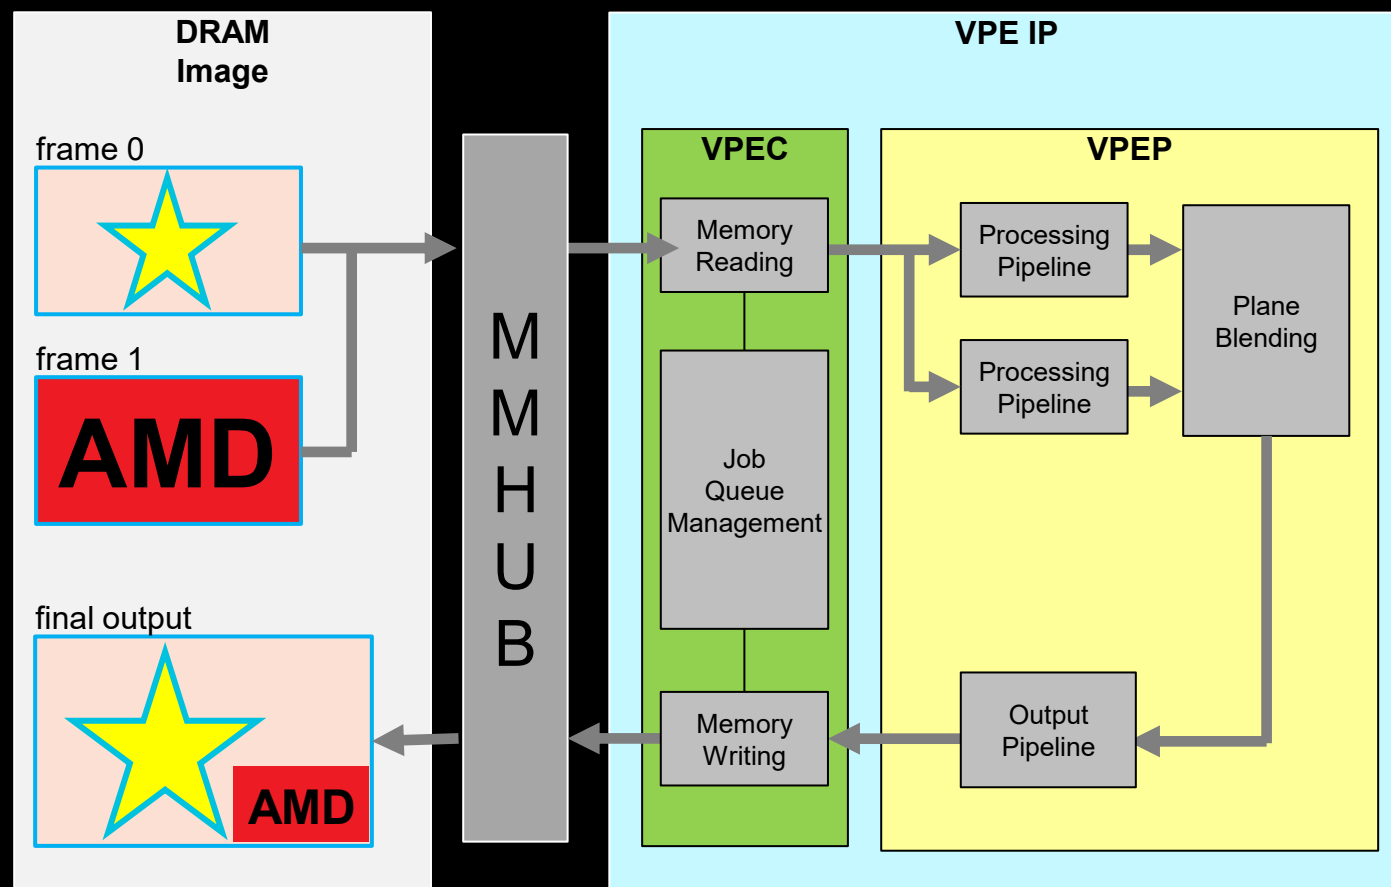 DRAM
Image
frame 0
frame 1
AMD
final output
AMD
M
M
H
U
B
VPE IP
VPEC
Memory
Reading
Job
Queue
Management
Memory
Writing
VPEP
Processing
Pipeline
Processing
Pipeline
Plane
Blending
Output
Pipeline